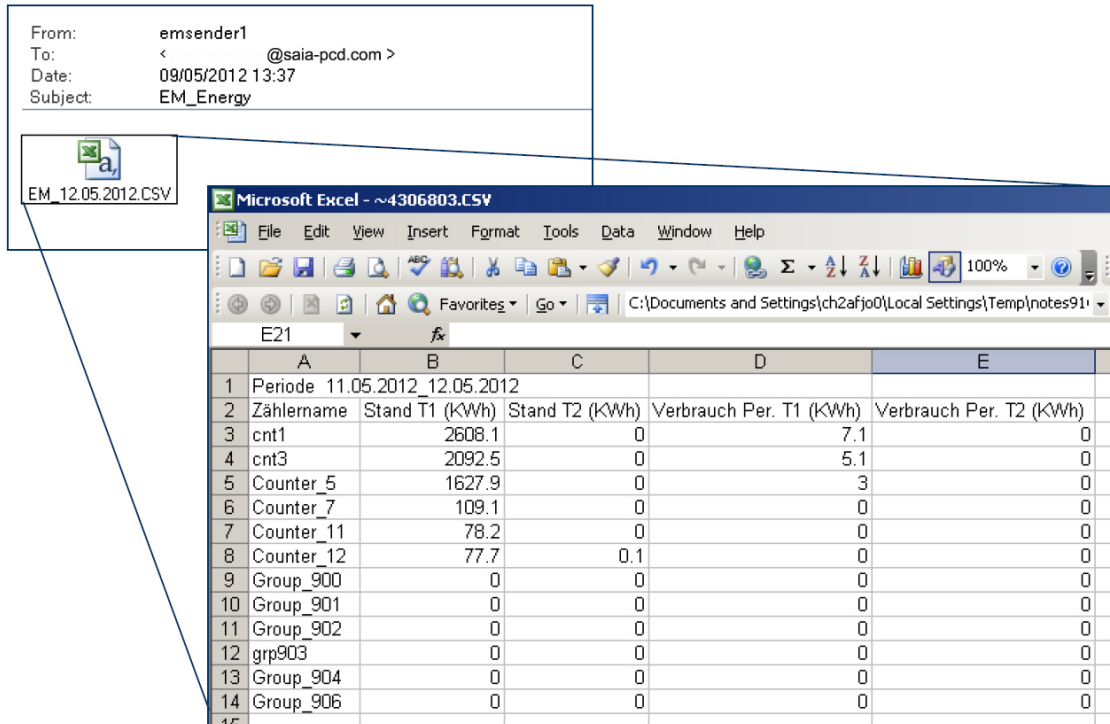 From: emsender1
To: < @saia-pcd.com >
Date: 09/05/2012 13:37
Subject: EM_Energy
EM_12.05.2012.CSV
Microsoft Excel - ~4306803.CSV
File Edit View Insert Format Tools Data Window Help
100%
Favorites Go C:\Documents and Settings\ch2afjo0\Local Settings\Temp\notes91
E21 fx
A B C D E
1 Periode 11.05.2012_12.05.2012
2 Zählername Stand T1 (KWh) Stand T2 (KWh) Verbrauch Per. T1 (KWh) Verbrauch Per. T2 (KWh)
3 cnt1 2608.1 0 7.1 0
4 cnt3 2092.5 0 5.1 0
5 Counter_5 1627.9 0 3 0
6 Counter_7 109.1 0 0 0
7 Counter_11 78.2 0 0 0
8 Counter_12 77.7 0.1 0 0
9 Group_900 0 0 0 0
10 Group_901 0 0 0 0
11 Group_902 0 0 0 0
12 grp903 0 0 0 0
13 Group_904 0 0 0 0
14 Group_906 0 0 0 0
15